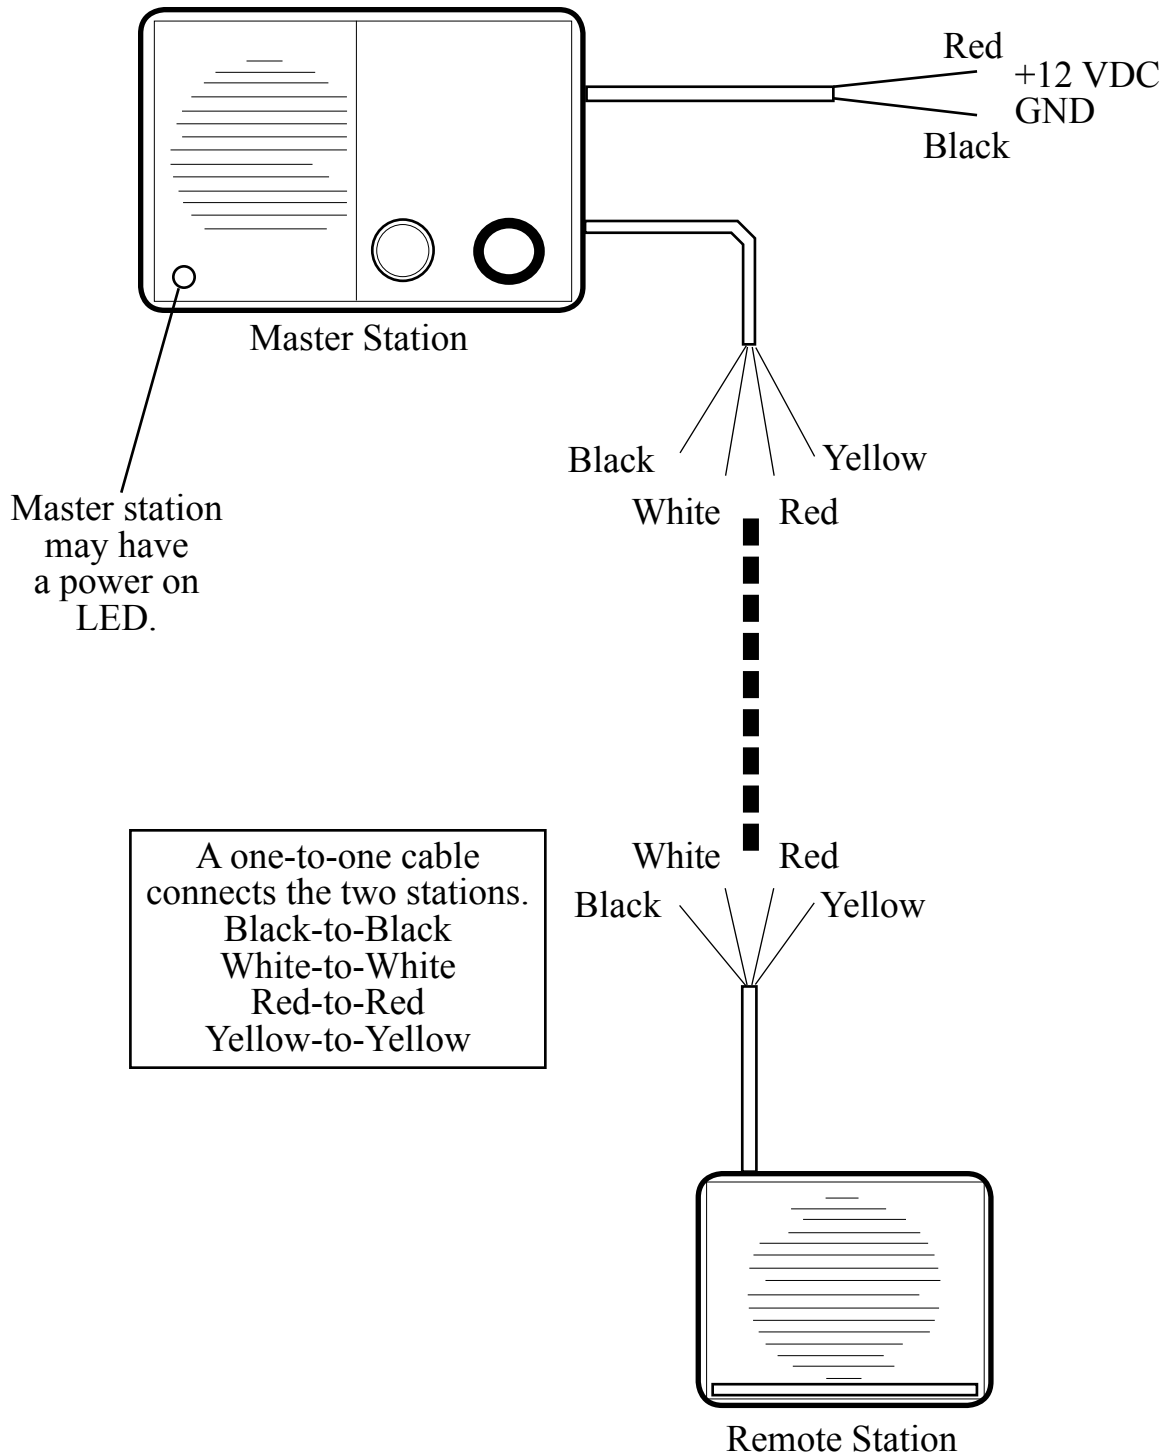 Red
+12 VDC
GND
Black
Master Station
Black
Yellow
White
Red
Master station
may have
a power on
LED.
White
Red
Black
Yellow
A one-to-one cable
connects the two stations.
Black-to-Black
White-to-White
Red-to-Red
Yellow-to-Yellow
Remote Station